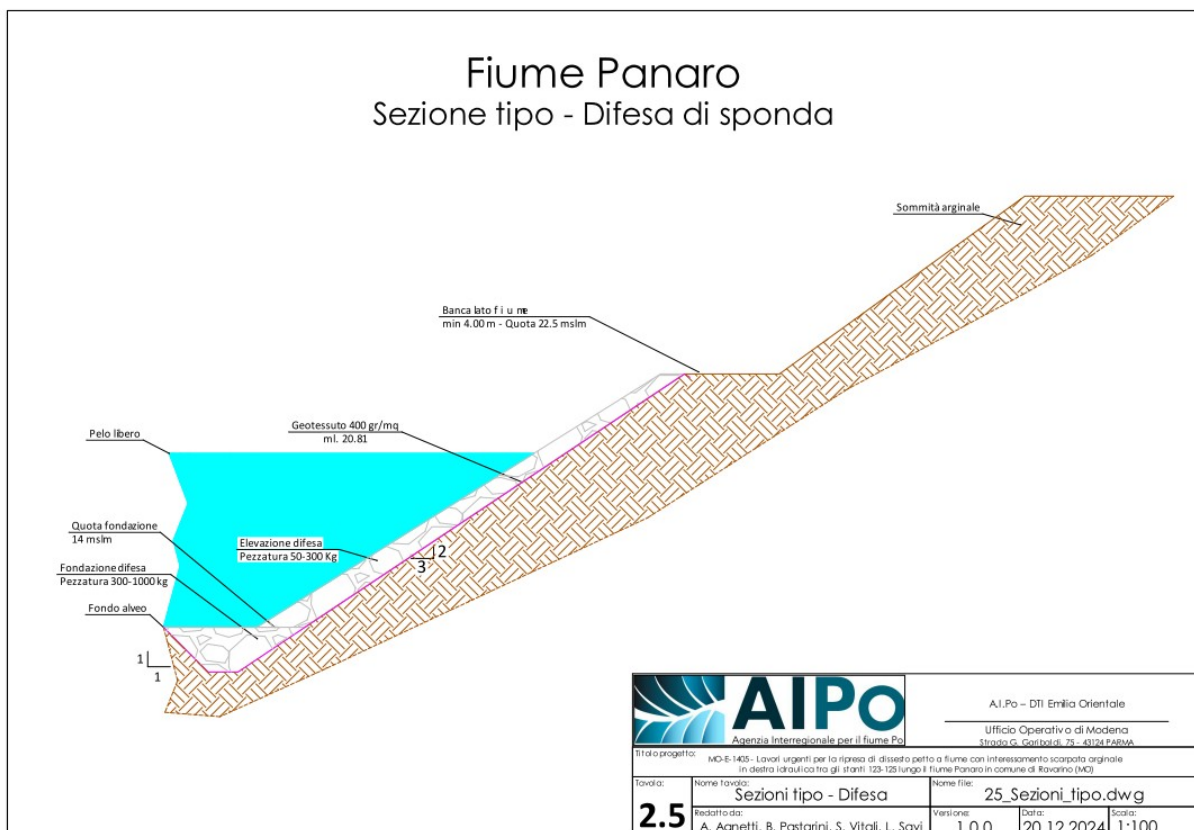 Fiume Panaro
Sezione tipo - Difesa di sponda
Sommità arginale
Banca lato fiume
min 4.00 m - Quota 22.5 mslm
Geotessuto 400 gr/mq
ml. 20.81
Pelo libero
Quota fondazione
14 mslm
Elevazione difesa
Pezzatura 50-300 Kg
2
3
Fondazione difesa
Pezzatura 300-1000 kg
Fondo alveo
1
1
AIPo
Agenzia Interregionale per il fiume Po
A.I.Po – DTI Emilia Orientale
Ufficio Operativo di Modena
Strada G. Garibaldi, 75 - 43124 PARMA
Titolo progetto:
MO-E-1405 - Lavori urgenti per la ripresa di dissesto petto a fiume con interessamento scarpata arginale
in destra idraulica tra gli stanti 123-125 lungo il fiume Panaro in comune di Ravarino (MO)
Tavola:
2.5
Nome tavola:
Sezioni tipo - Difesa
Nome file:
25_Sezioni_tipo.dwg
Redatto da:
A. Agnetti, B. Pastarini, S. Vitali, L. Savi
Versione:
1.0.0
Data:
20.12.2024
Scala:
1:100